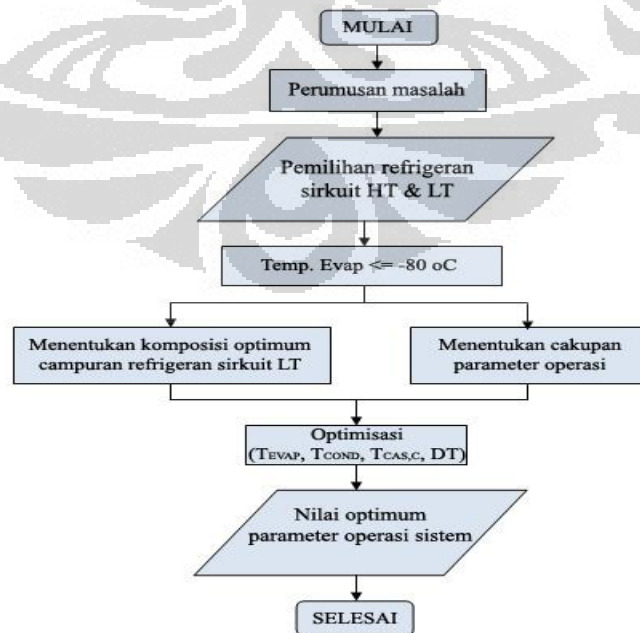 MULAI
Perumusan masalah
Pemilihan refrigeran
sirkuit HT & LT
Temp. Evap <= -80 oC
Menentukan komposisi optimum
campuran refrigeran sirkuit LT
Menentukan cakupan
parameter operasi
Optimisasi
(TEVAP, TCOND, TCAS,C, DT)
Nilai optimum
parameter operasi sistem
SELESAI